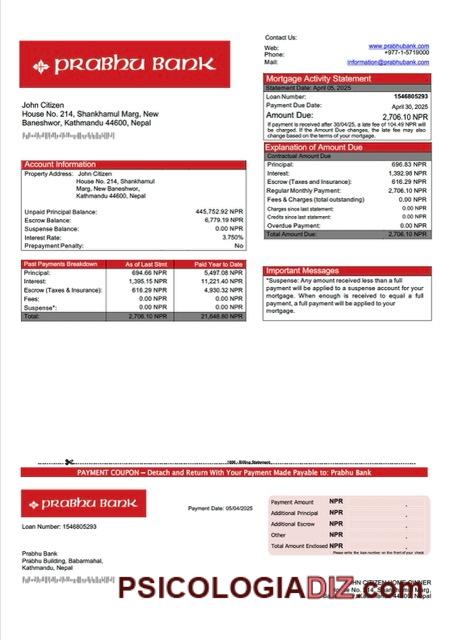 Contact Us:
PRABHU BANK
Web: www.prabhubank.com
Phone: +977-1-5719000
Mail: information@prabhubank.com
Mortgage Activity Statement
Statement Date: April 05, 2025
Loan Number: 1546805293
Payment Due Date: April 30, 2025
Amount Due: 2,706.10 NPR
If payment is received after 30/04/25, a late fee of 104.49 NPR will
be charged. If the Amount Due changes, the late fee may also
change based on the terms of your mortgage.
John Citizen
House No. 214, Shankhamul Marg, New
Baneshwor, Kathmandu 44600, Nepal
Explanation of Amount Due
Contractual Amount Due
Principal: 696.83 NPR
Interest: 1,392.98 NPR
Escrow (Taxes and Insurance): 616.29 NPR
Regular Monthly Payment: 2,706.10 NPR
Fees & Charges (total outstanding) 0.00 NPR
Charges since last statement: 0.00 NPR
Credits since last statement: 0.00 NPR
Overdue Payment: 0.00 NPR
Total Amount Due: 2,706.10 NPR
Account Information
Property Address: John Citizen
House No. 214, Shankhamul
Marg, New Baneshwor,
Kathmandu 44600, Nepal
Unpaid Principal Balance: 445,752.92 NPR
Escrow Balance: 6,779.19 NPR
Suspense Balance: 0.00 NPR
Interest Rate: 3.750%
Prepayment Penalty: No
Past Payments Breakdown As of Last Stmt Paid Year to Date
Principal: 694.66 NPR 5,497.08 NPR
Interest: 1,395.15 NPR 11,221.40 NPR
Escrow (Taxes & Insurance): 616.29 NPR 4,930.32 NPR
Fees: 0.00 NPR 0.00 NPR
Suspense*: 0.00 NPR 0.00 NPR
Total: 2,706.10 NPR 21,648.80 NPR
Important Messages
*Suspense: Any amount received less than a full
payment will be applied to a suspense account for your
mortgage. When enough is received to equal a full
payment, a full payment will be applied to your
mortgage.
Billing Statement
PAYMENT COUPON – Detach and Return With Your Payment Made Payable to: Prabhu Bank
PRABHU BANK
Payment Date: 05/04/2025
Loan Number: 1546805293
Payment Amount NPR .
Additional Principal NPR .
Additional Escrow NPR .
Other NPR .
Total Amount Enclosed NPR .
Please write the loan number on the front of your check
Prabhu Bank
Prabhu Building, Babarmahal,
Kathmandu, Nepal
PSICOLOGIADIZ.com